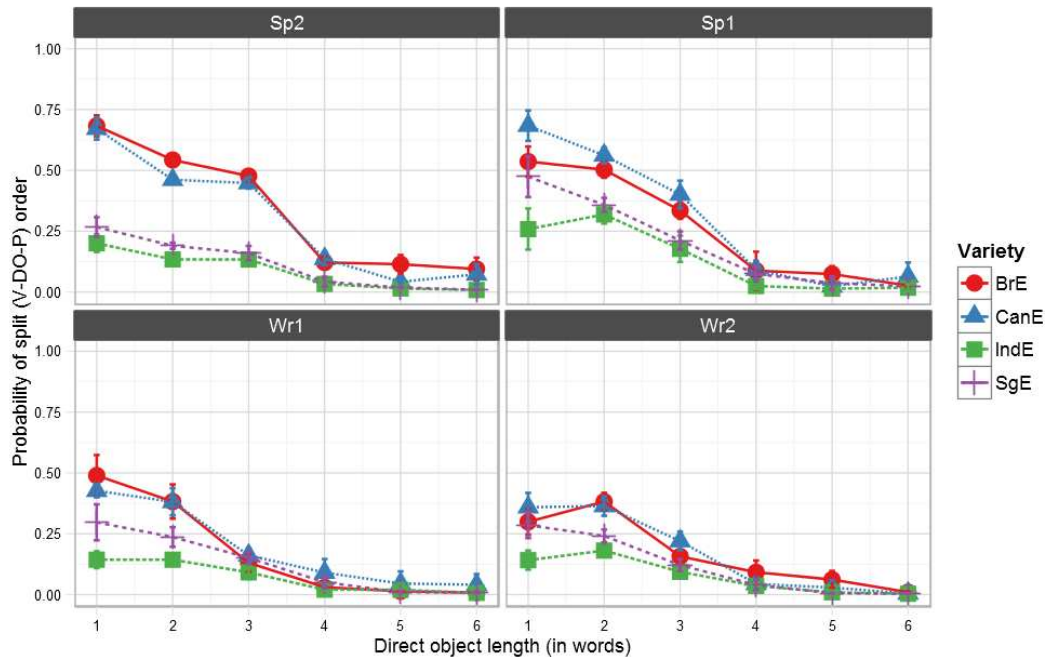 Sp2
Sp1
1.00
0.75
0.50
0.25
0.00
Wr1
Wr2
1.00
0.75
0.50
0.25
0.00
1 2 3 4 5 6
1 2 3 4 5 6
Direct object length (in words)
Probability of split (V-DO-P) order
Variety
BrE
CanE
IndE
SgE